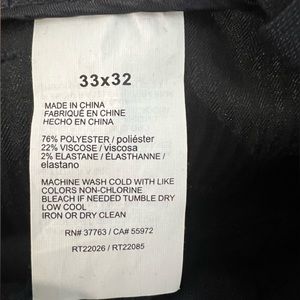 33x32
MADE IN CHINA
FABRIQUÉ EN CHINE
HECHO EN CHINA
76% POLYESTER / poliéster
22% VISCOSE / viscosa
2% ELASTANE / ÉLASTHANNE /
elastano
MACHINE WASH COLD WITH LIKE
COLORS NON-CHLORINE
BLEACH IF NEEDED TUMBLE DRY
LOW COOL
IRON OR DRY CLEAN
RN# 37763 / CA# 55972
RT22026 / RT22085